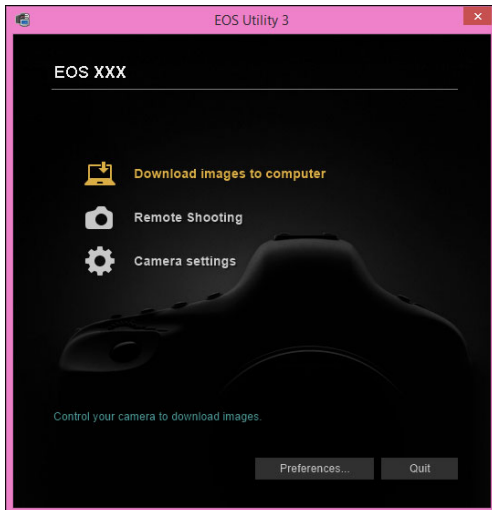 EOS Utility 3
EOS XXX
Download images to computer
Remote Shooting
Camera settings
Control your camera to download images.
Preferences... Quit